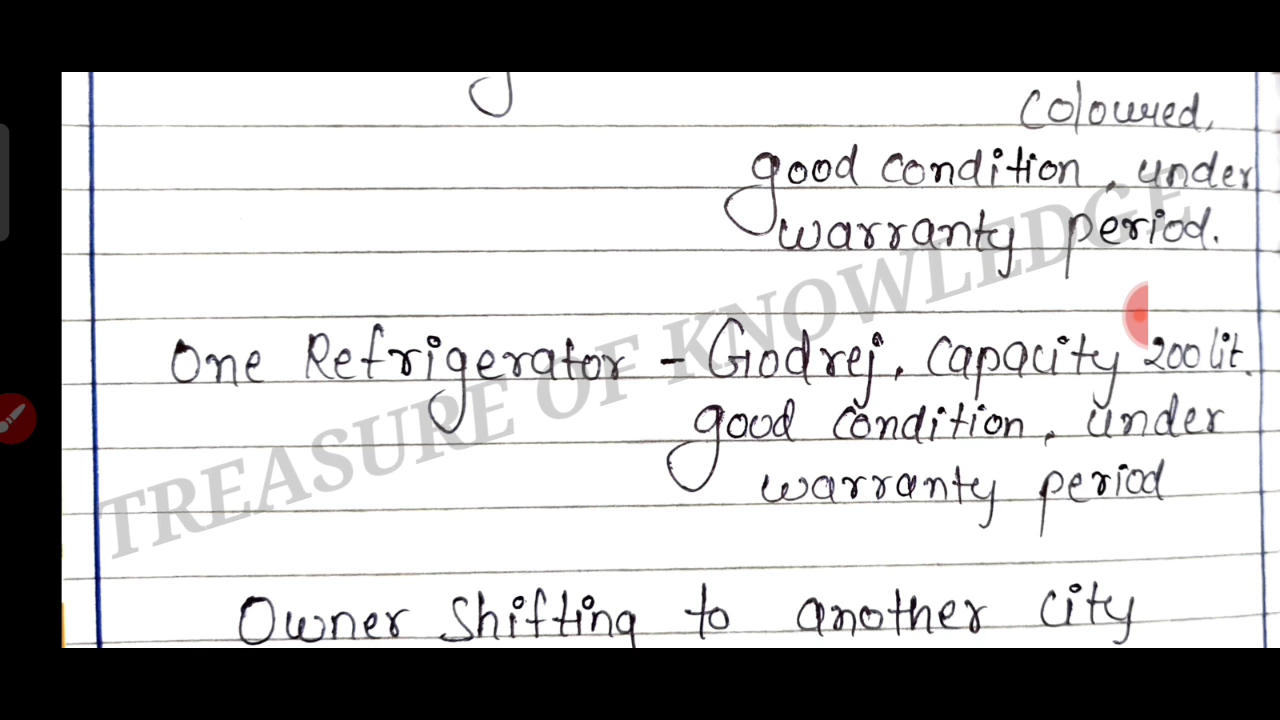 coloured,
good condition, under
warranty period.
One Refrigerator - Godrej, capacity 200 lit.
good condition, under
warranty period
Owner shifting to another city
TREASURE OF KNOWLEDGE